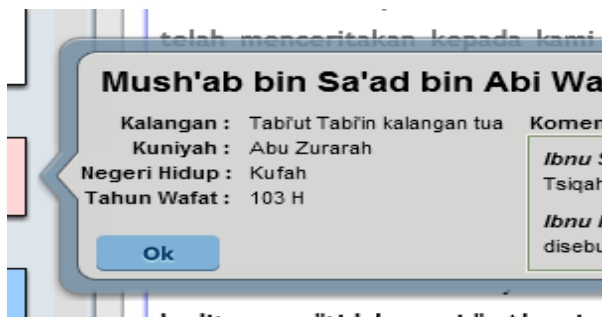 telah menceritakan kepada kami
Mush'ab bin Sa'ad bin Abi Wa
Kalangan : Tabi'ut Tabi'in kalangan tua Komen
Kuniyah : Abu Zurarah
Negeri Hidup : Kufah
Tahun Wafat : 103 H
Ibnu
Tsiqah
Ibnu
disebu
Ok